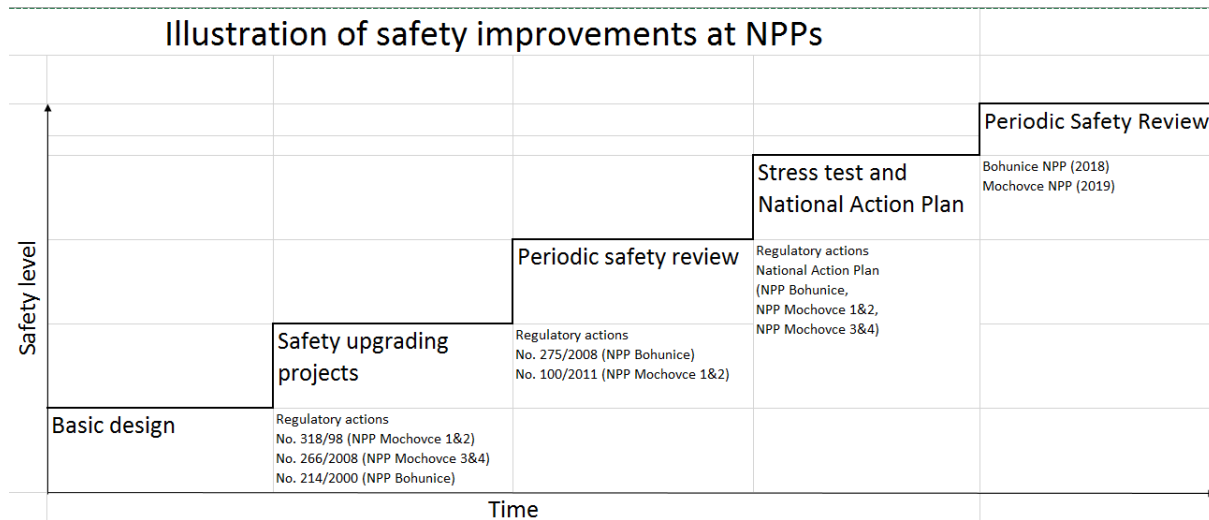 Illustration of safety improvements at NPPs
Periodic Safety Review
Bohunice NPP (2018)
Mochovce NPP (2019)
Stress test and
National Action Plan
Regulatory actions
National Action Plan
(NPP Bohunice,
NPP Mochovce 1&2,
NPP Mochovce 3&4)
Periodic safety review
Regulatory actions
No. 275/2008 (NPP Bohunice)
No. 100/2011 (NPP Mochovce 1&2)
Safety upgrading
projects
Regulatory actions
No. 318/98 (NPP Mochovce 1&2)
No. 266/2008 (NPP Mochovce 3&4)
No. 214/2000 (NPP Bohunice)
Basic design
Safety level
Time